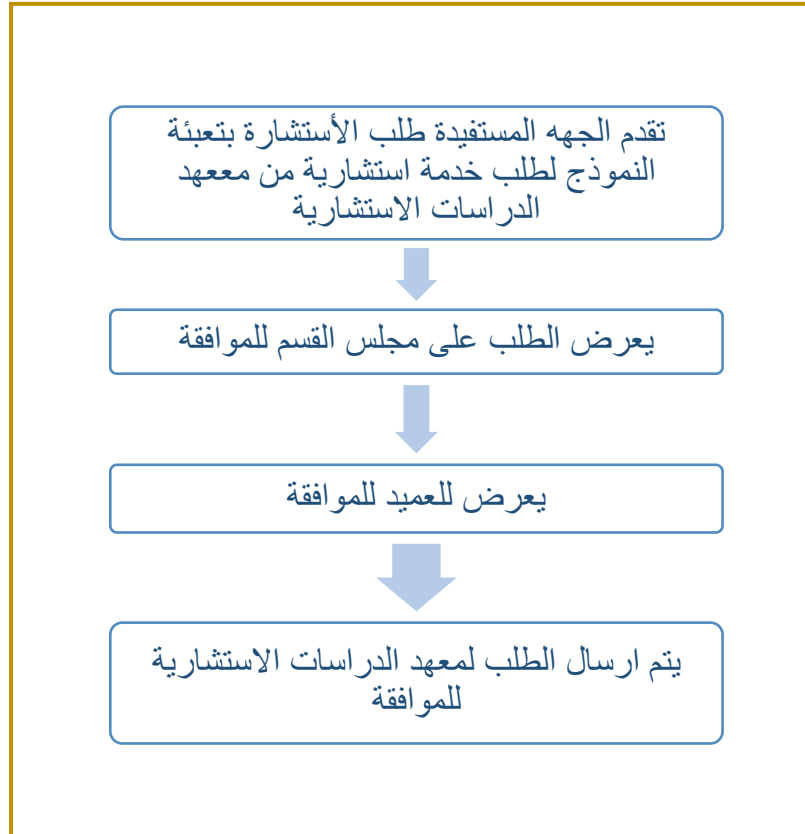 تقدم الجهه المستفيدة طلب الأستشارة بتعبئة
النموذج لطلب خدمة استشارية من مععهد
الدراسات الاستشارية
يعرض الطلب على مجلس القسم للموافقة
يعرض للعميد للموافقة
يتم ارسال الطلب لمعهد الدراسات الاستشارية
للموافقة